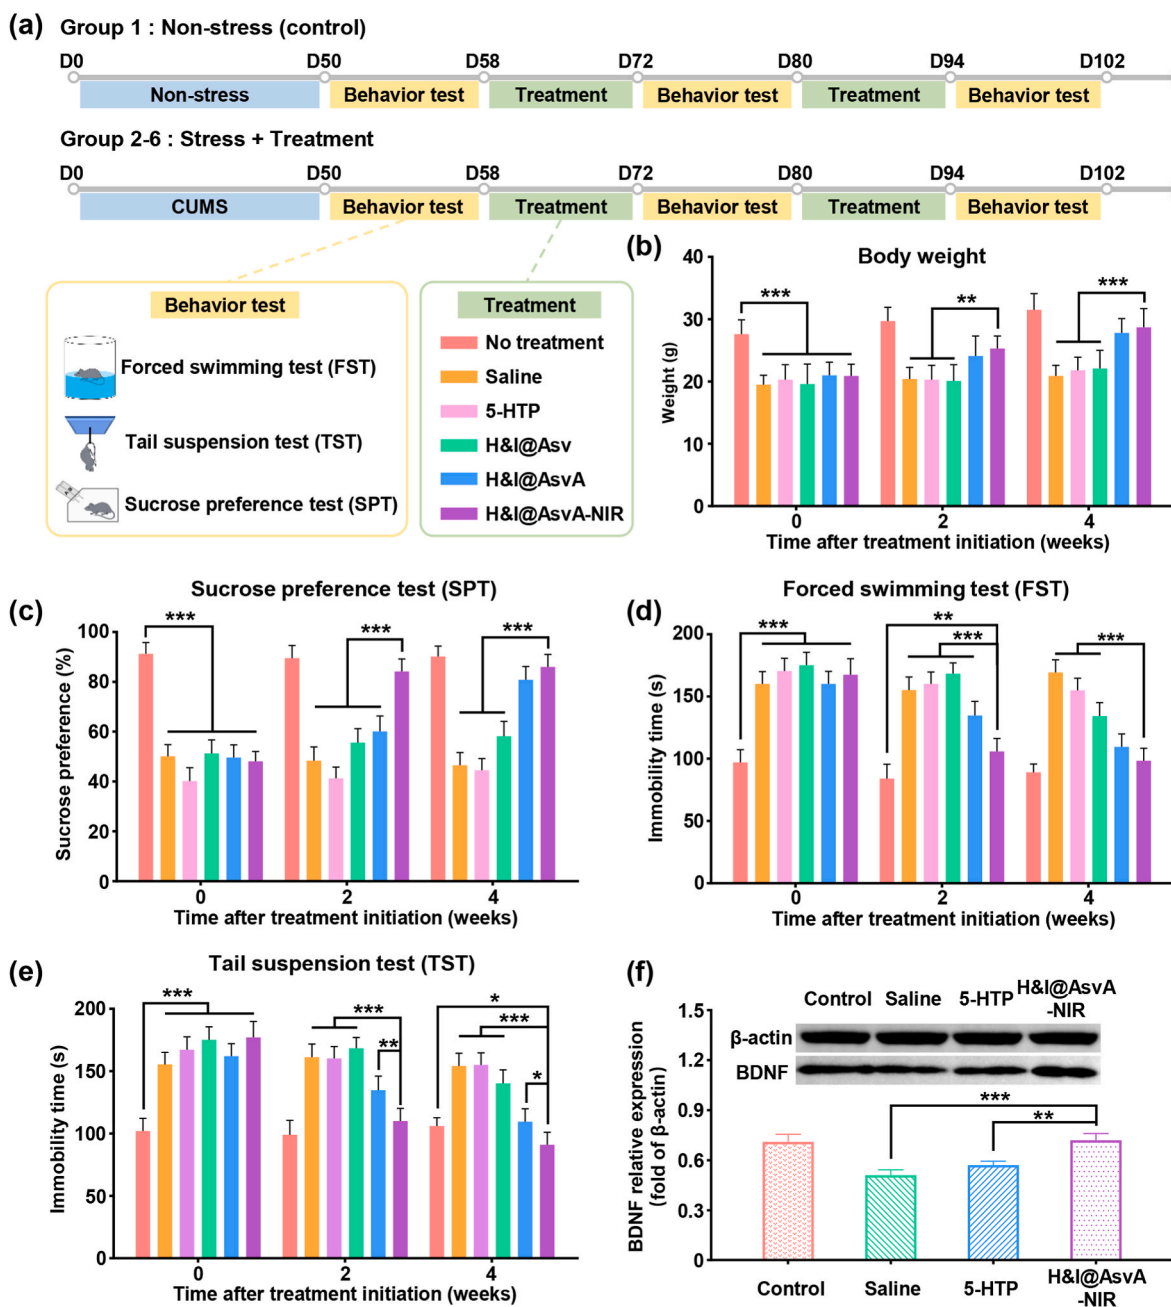 (a) Group 1 : Non-stress (control)
D0 D50 D58 D72 D80 D94 D102
Non-stress Behavior test Treatment Behavior test Treatment Behavior test
Group 2-6 : Stress + Treatment
D0 D50 D58 D72 D80 D94 D102
CUMS Behavior test Treatment Behavior test Treatment Behavior test
Behavior test
Forced swimming test (FST)
Tail suspension test (TST)
Sucrose preference test (SPT)
Treatment
No treatment
Saline
5-HTP
H&I@Asv
H&I@AsvA
H&I@AsvA-NIR
(b) Body weight
Weight (g)
40
30
20
10
0
*** ** ***
0 2 4
Time after treatment initiation (weeks)
(c) Sucrose preference test (SPT)
Sucrose preference (%)
100
80
60
40
20
0
*** *** ***
0 2 4
Time after treatment initiation (weeks)
(d) Forced swimming test (FST)
Immobility time (s)
200
150
100
50
0
*** ** *** ***
0 2 4
Time after treatment initiation (weeks)
(e) Tail suspension test (TST)
Immobility time (s)
200
150
100
50
0
*** *** ** * *** *
0 2 4
Time after treatment initiation (weeks)
(f)
BDNF relative expression
(fold of β-actin)
1.5
1.2
0.9
0.6
0.3
0
Control Saline 5-HTP H&I@AsvA
-NIR
β-actin
BDNF
***
**
Control Saline 5-HTP H&I@AsvA
-NIR